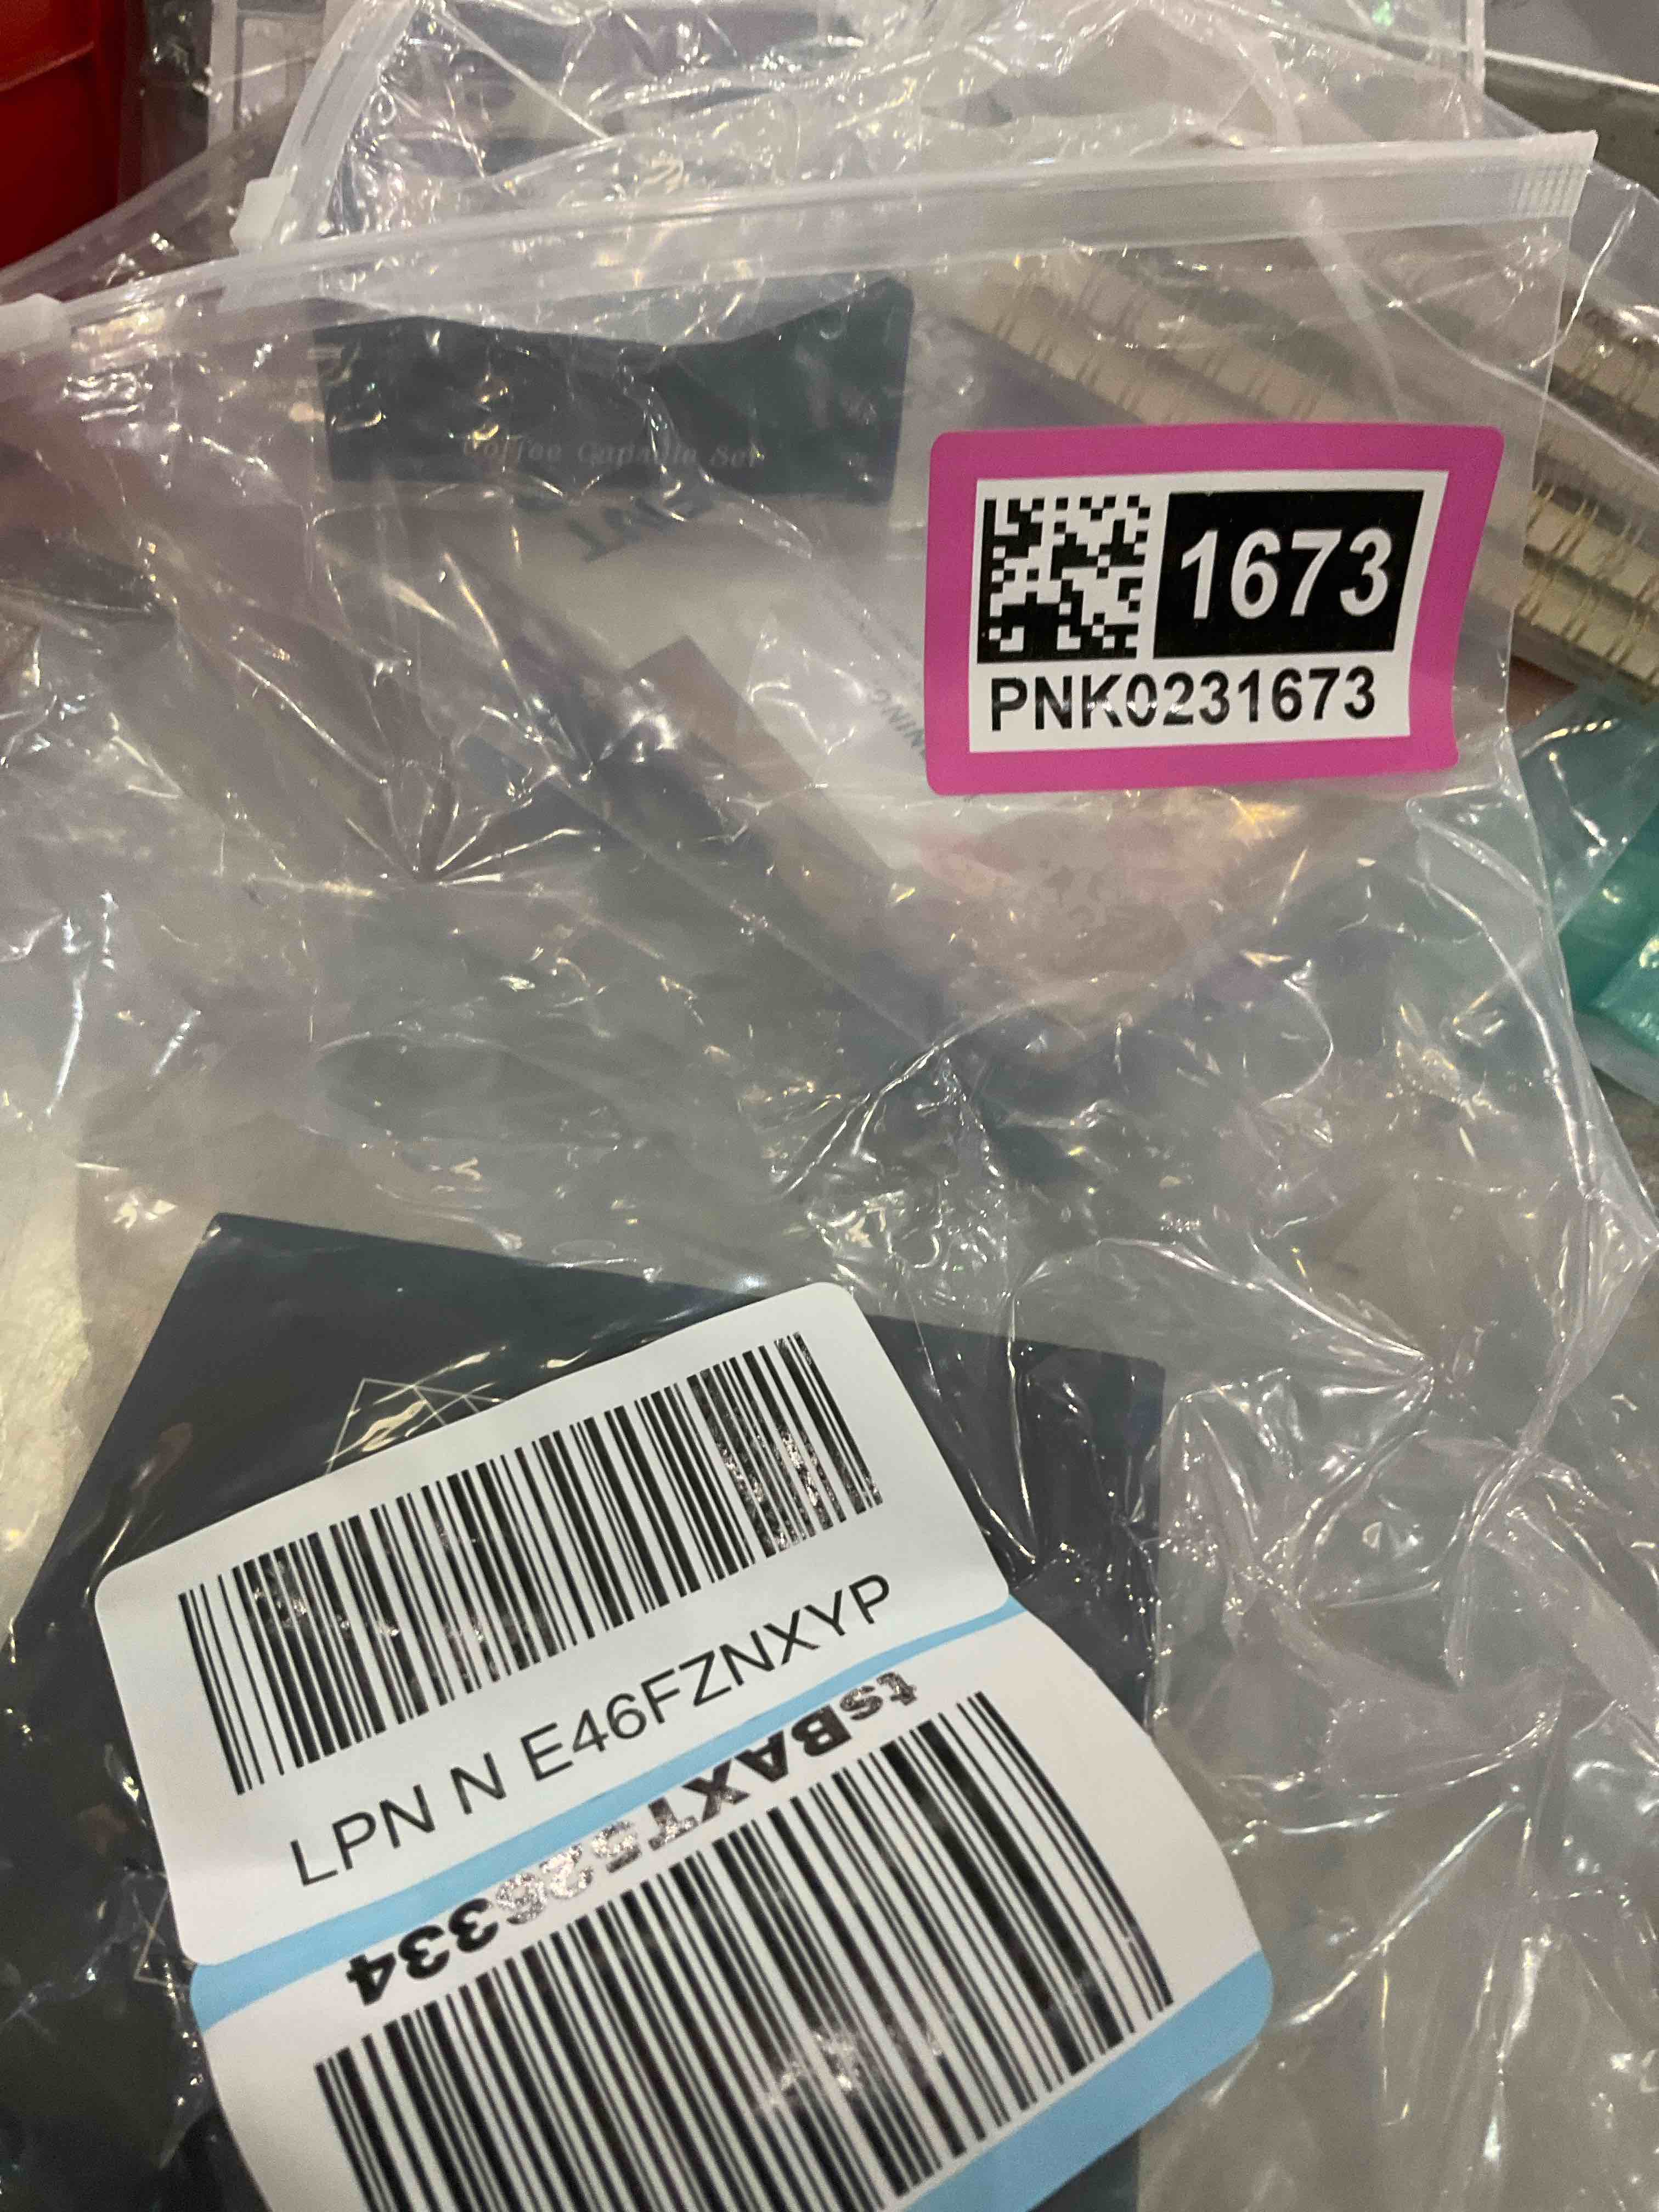 Coffee Capsule Set
1673
PNK0231673
LPN N E46FZNXYP
tsBAXT526334